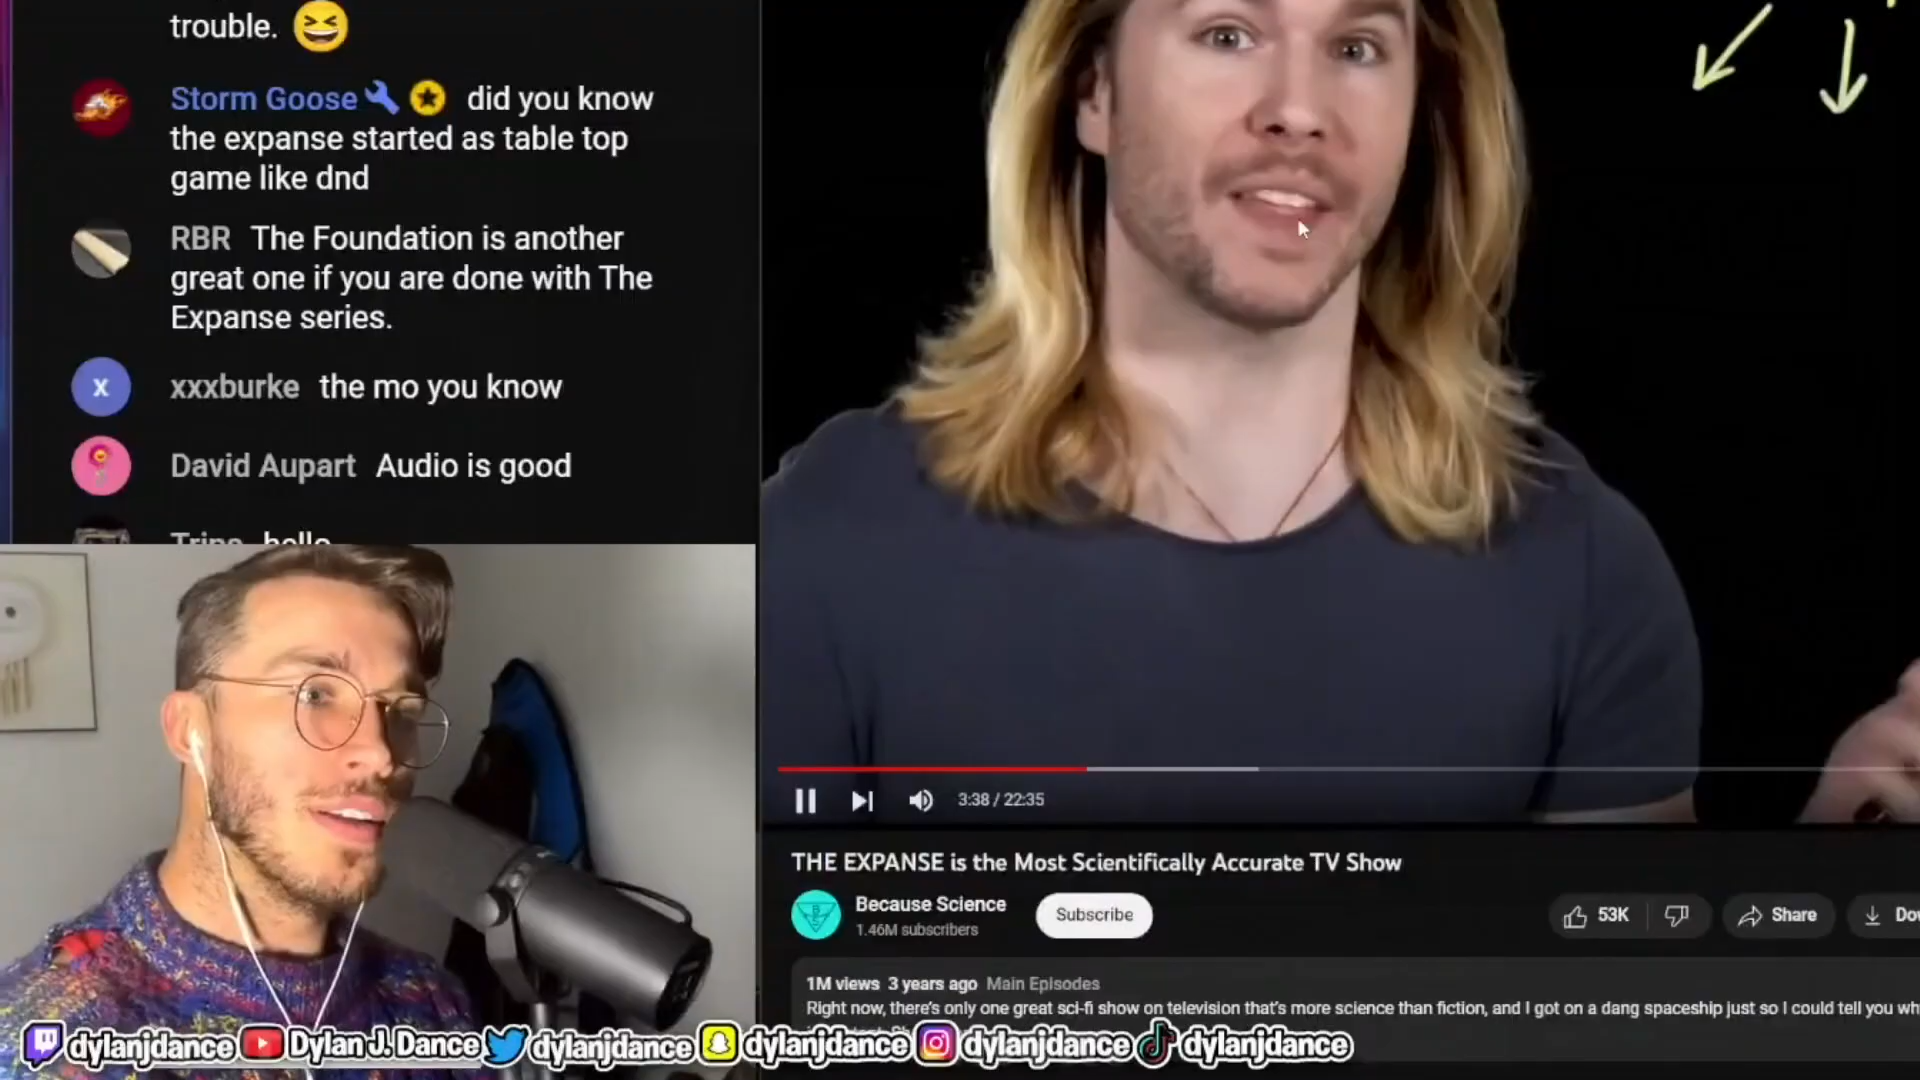 trouble.
Storm Goose did you know
the expanse started as table top
game like dnd
RBR The Foundation is another
great one if you are done with The
Expanse series.
X
xxxburke the mo you know
David Aupart Audio is good
hello
3:38 / 22:35
THE EXPANSE is the Most Scientifically Accurate TV Show
Because Science
1.46M subscribers
Subscribe
53K
Share
1M views 3 years ago Main Episodes
Right now, there's only one great sci-fi show on television that's more science than fiction, and I got on a dang spaceship just so I could tell you
dylanjdance Dylan J. Dance dylanjdance dylanjdance dylanjdance dylanjdance